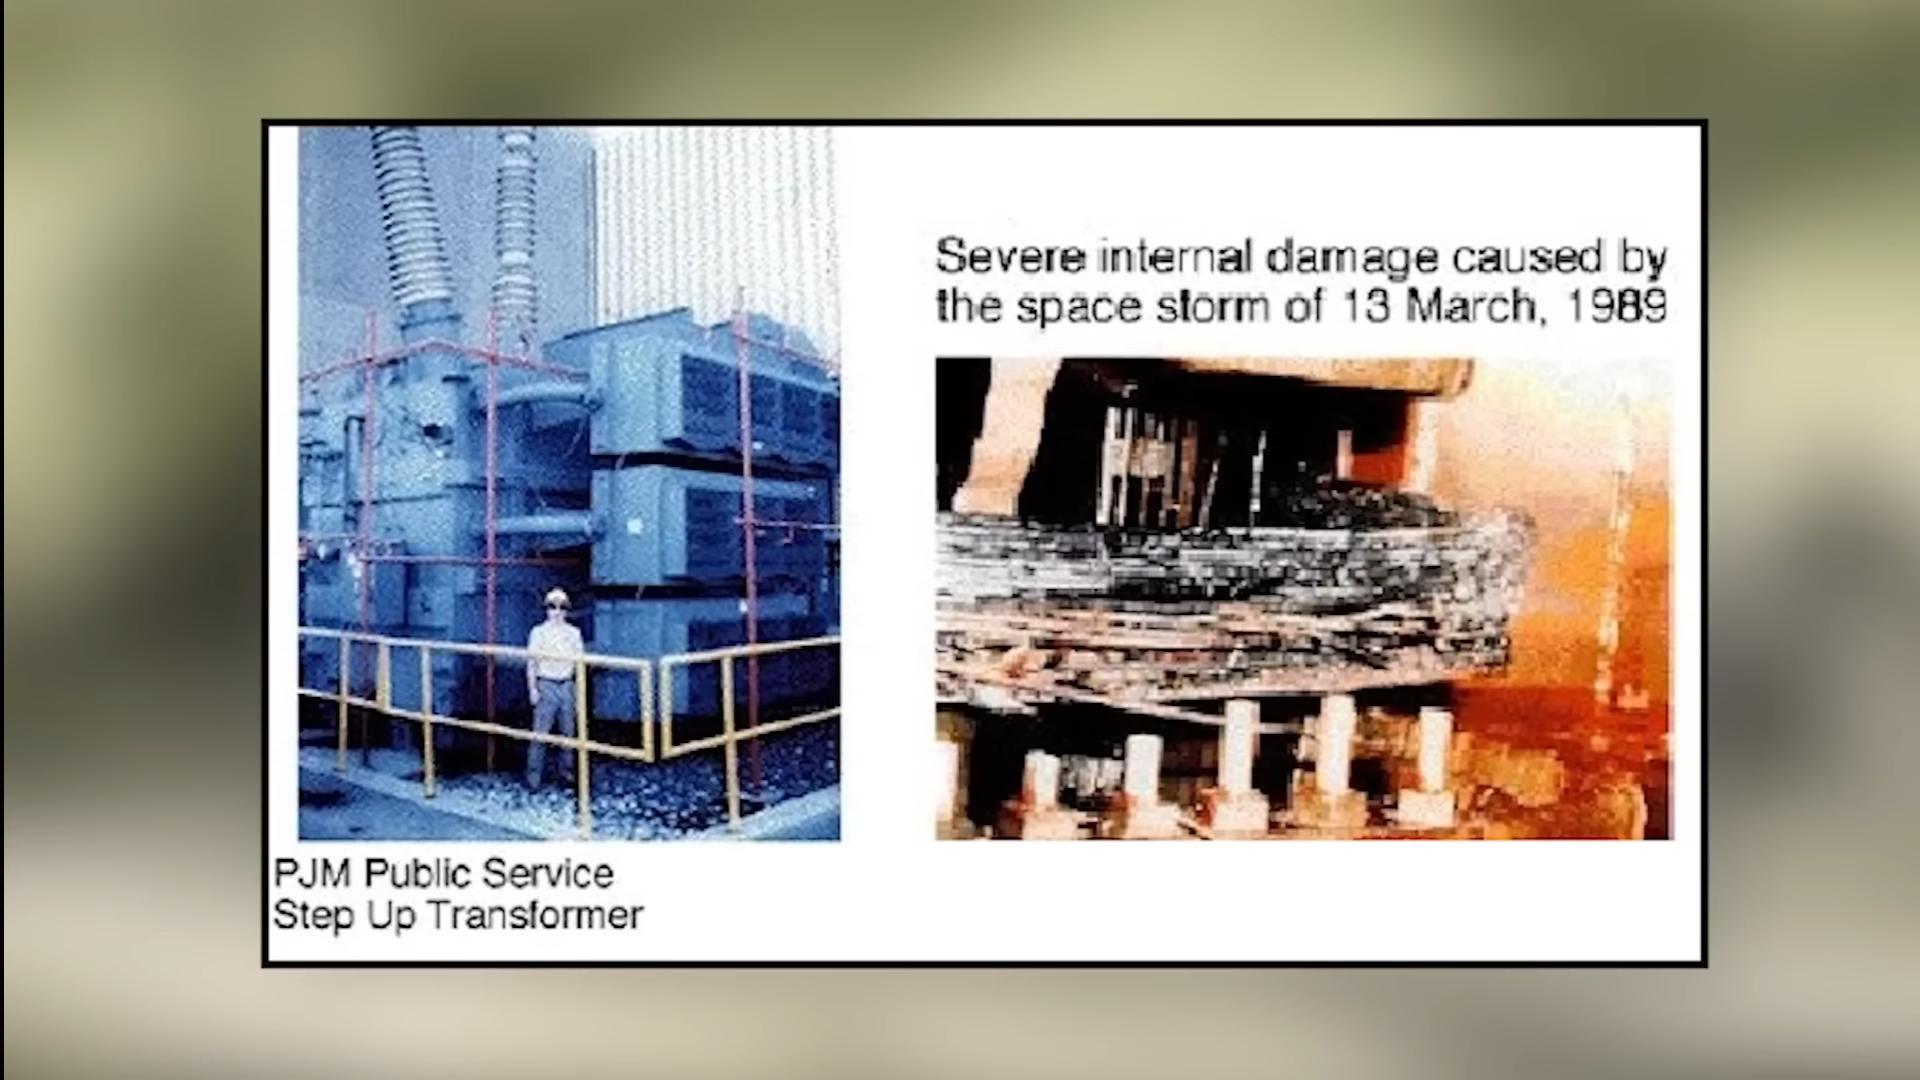 Severe internal damage caused by
the space storm of 13 March, 1989
PJM Public Service
Step Up Transformer